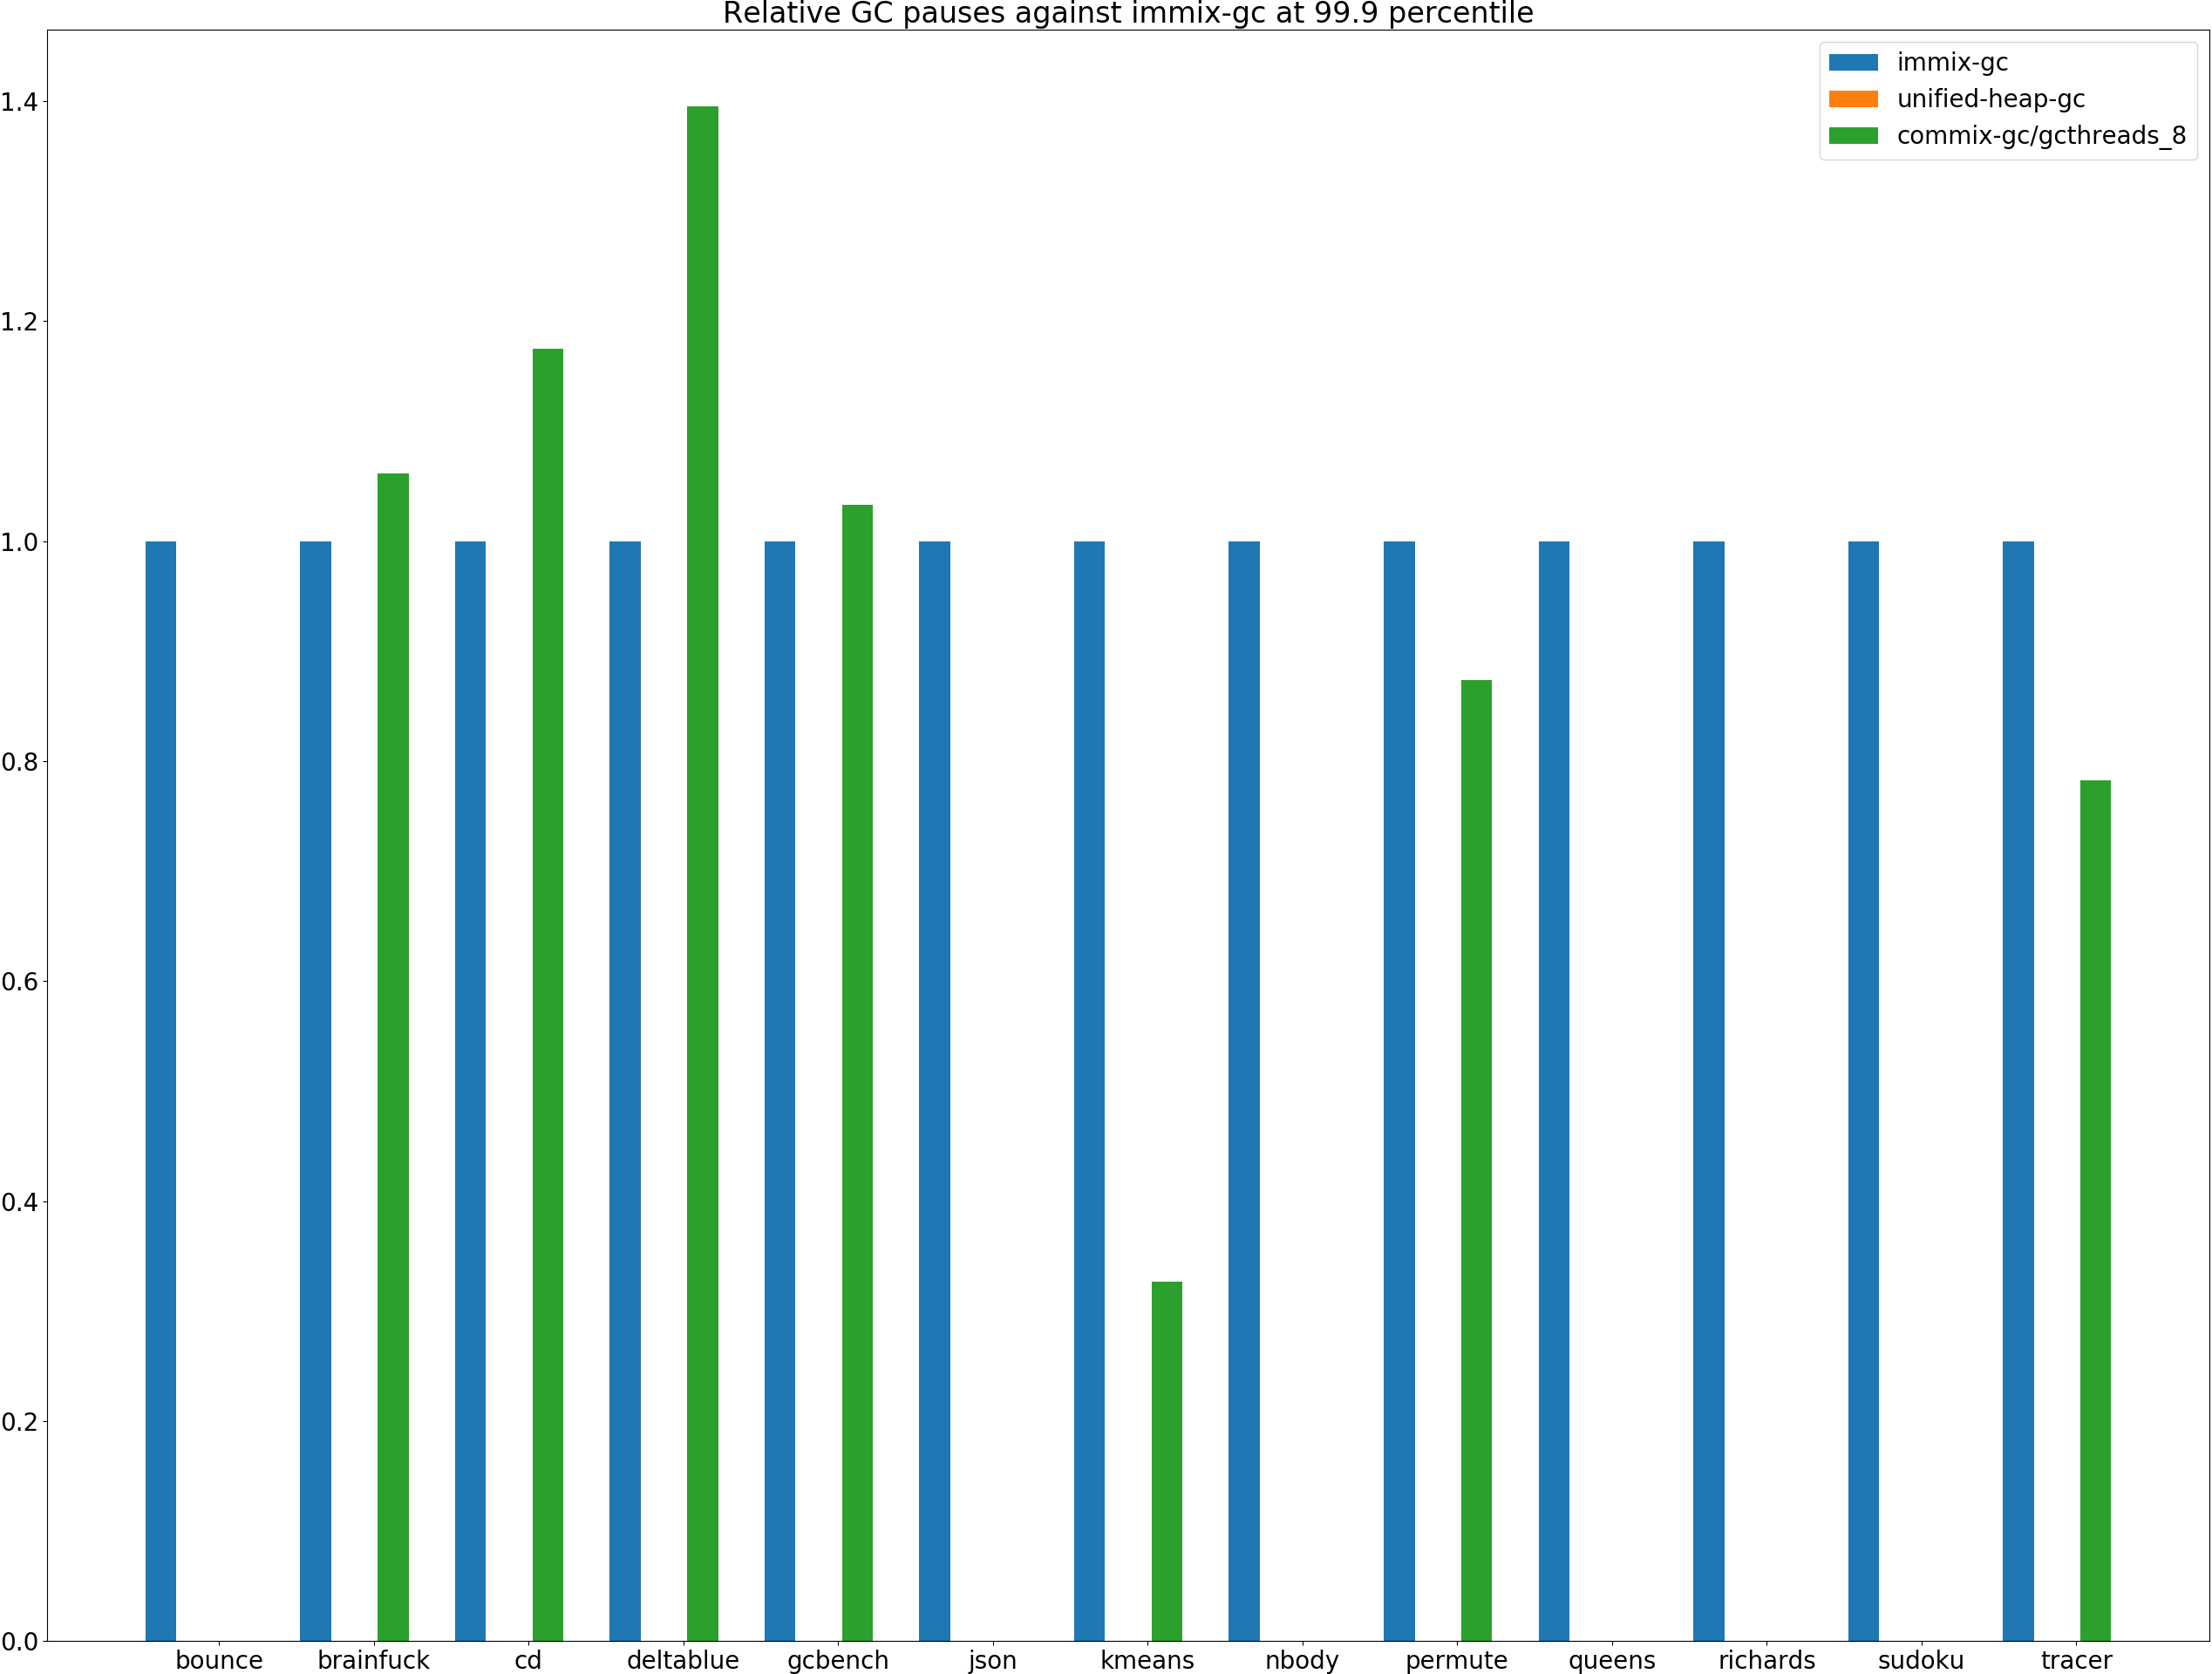 Relative GC pauses against immix-gc at 99.9 percentile
immix-gc
unified-heap-gc
commix-gc/gcthreads_8
1.4
1.2
1.0
0.8
0.6
0.4
0.2
0.0
bounce brainfuck cd deltablue gcbench json kmeans nbody permute queens richards sudoku tracer